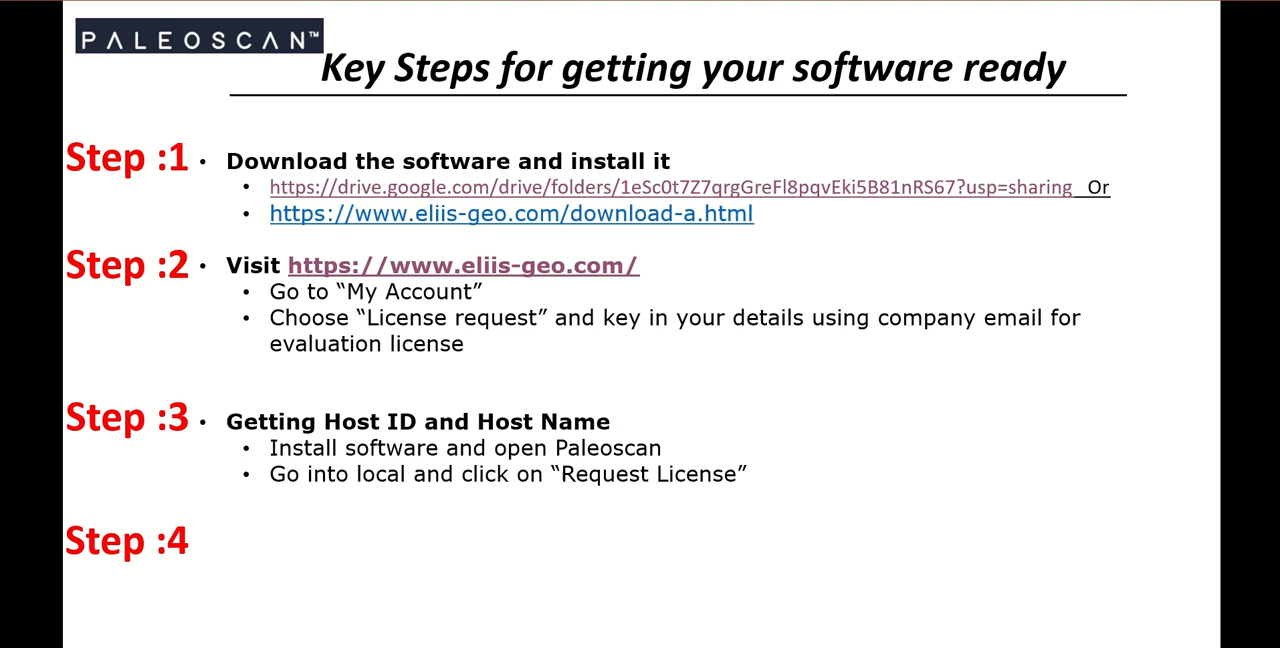 PALEOSCAN™
Key Steps for getting your software ready
Step :1 • Download the software and install it
• https://drive.google.com/drive/folders/1eSc0t7Z7qrgGreFl8pqvEki5B81nRS67?usp=sharing Or
• https://www.eliis-geo.com/download-a.html
Step :2 • Visit https://www.eliis-geo.com/
• Go to “My Account”
• Choose “License request” and key in your details using company email for
evaluation license
Step :3 • Getting Host ID and Host Name
• Install software and open Paleoscan
• Go into local and click on “Request License”
Step :4